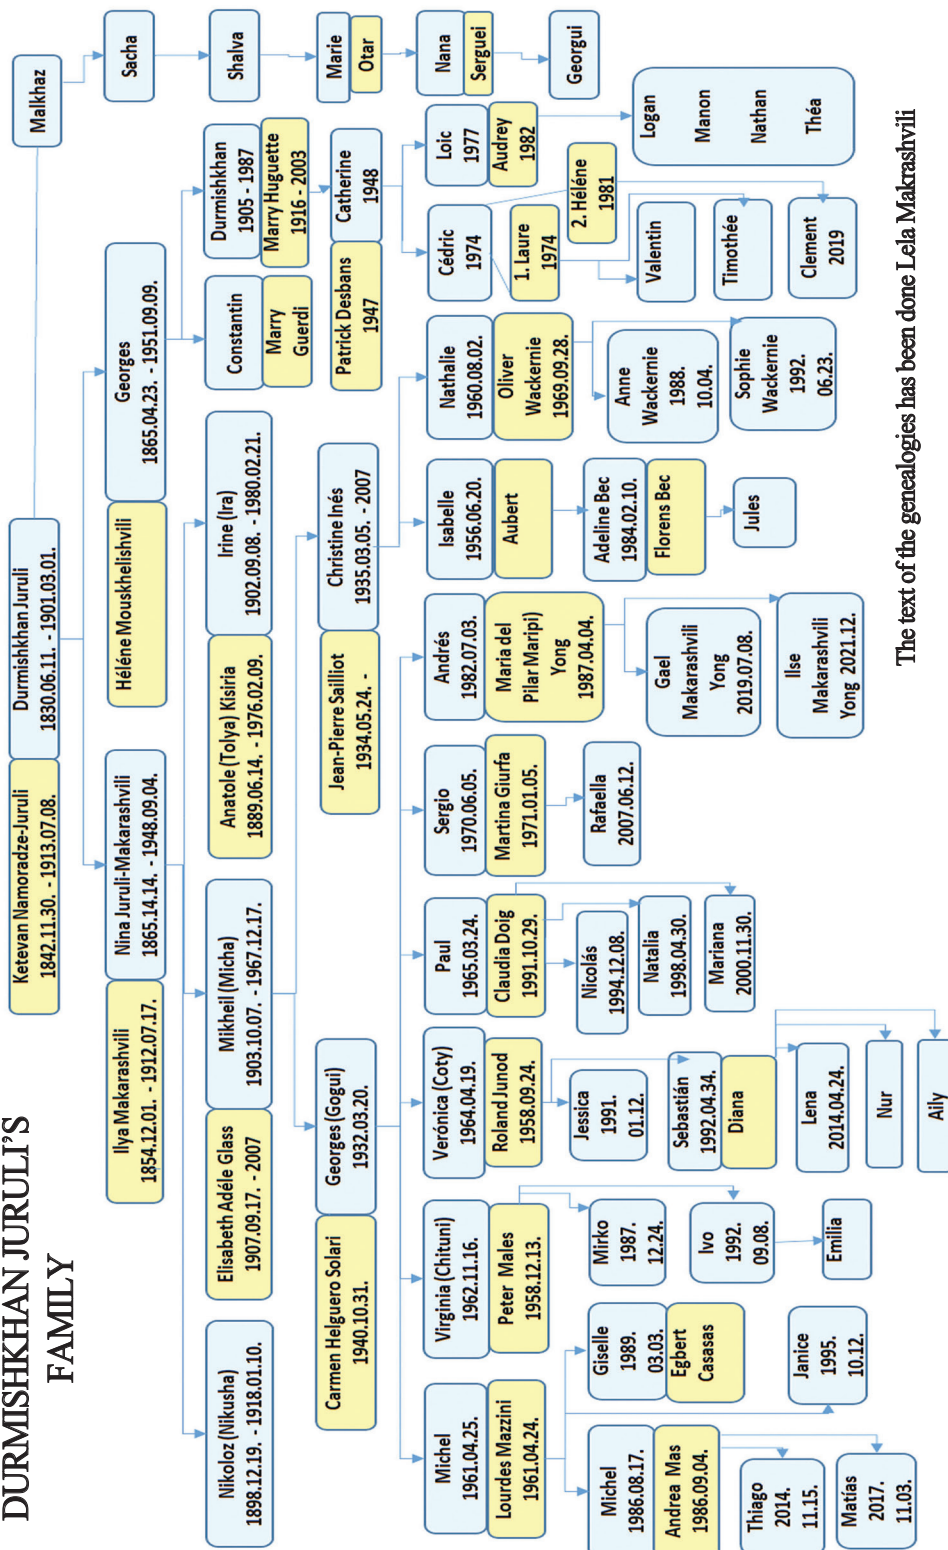 DURMISHKHAN JURULI'S
FAMILY
Ketevan Namoradze-Juruli
1842.11.30. - 1913.07.08.
Durmishkhan Juruli
1830.06.11. - 1901.03.01.
Malkhaz
Ilya Makarashvili
1854.12.01. - 1912.07.17.
Nina Juruli-Makarashvili
1865.14.14. - 1948.09.04.
Héléne Mouskhelishvili
Georges
1865.04.23. - 1951.09.09.
Sacha
Nikoloz (Nikusha)
1898.12.19. - 1918.01.10.
Elisabeth Adéle Glass
1907.09.17. - 2007
Mikheil (Micha)
1903.10.07. - 1967.12.17.
Anatole (Tolya) Kisiria
1889.06.14. - 1976.02.09.
Irine (Ira)
1902.09.08. - 1980.02.21.
Constantin
Marry
Guerdi
Durmishkhan
1905 - 1987
Marry Huguette
1916 - 2003
Shalva
Carmen Helguero Solari
1940.10.31.
Georges (Gogui)
1932.03.20.
Jean-Pierre Sailliot
1934.05.24. -
Christine Inés
1935.03.05. - 2007
Patrick Desbans
1947
Catherine
1948
Marie
Otar
Michel
1961.04.25.
Lourdes Mazzini
1961.04.24.
Virginia (Chituni)
1962.11.16.
Peter Males
1958.12.13.
Verónica (Coty)
1964.04.19.
Roland Junod
1958.09.24.
Paul
1965.03.24.
Claudia Doig
1991.10.29.
Sergio
1970.06.05.
Martina Giurfa
1971.01.05.
Andrés
1982.07.03.
Maria del
Pilar Maripi)
Yong
1987.04.04.
Isabelle
1956.06.20.
Aubert
Nathalie
1960.08.02.
Oliver
Wackernie
1969.09.28.
Cédric
1974
1. Laure
1974
2. Héléne
1981
Loic
1977
Audrey
1982
Nana
Serguei
Michel
1986.08.17.
Andrea Mas
1986.09.04.
Giselle
1989.
03.03.
Egbert
Casasas
Mirko
1987.
12.24.
Jessica
1991.
01.12.
Nicolás
1994.12.08.
Rafaella
2007.06.12.
Gael
Makarashvili
Yong
2019.07.08.
Adeline Bec
1984.02.10.
Florens Bec
Anne
Wackernie
1988.
10.04.
Valentin
Logan
Manon
Nathan
Théa
Georgui
Ivo
1992.
09.08.
Sebastián
1992.04.34.
Diana
Natalia
1998.04.30.
Mariana
2000.11.30.
Ilse
Makarashvili
Yong 2021.12.
Jules
Sophie
Wackernie
1992.
06.23.
Timothée
Clement
2019
Thiago
2014.
11.15.
Matías
2017.
11.03.
Janice
1995.
10.12.
Emilia
Lena
2014.04.24.
Nur
Aily
The text of the genealogies has been done Lela Makrashvili